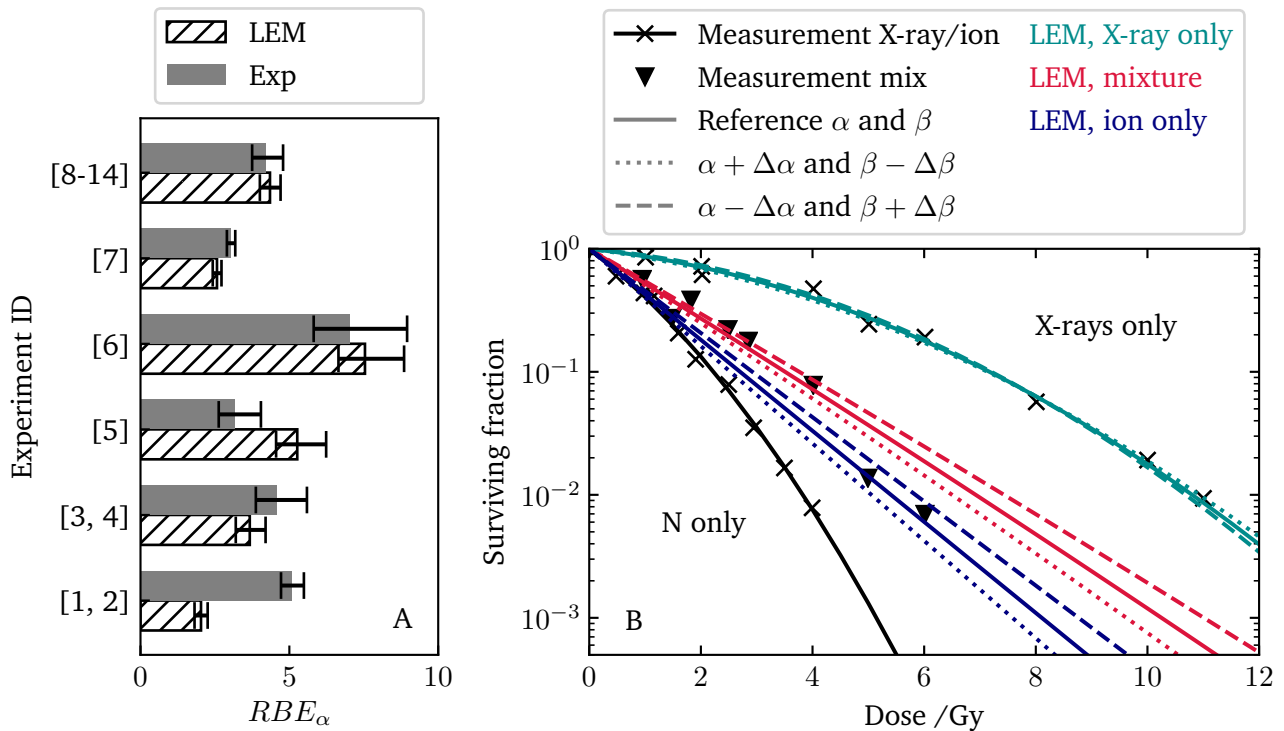 LEM
Exp
[8-14]
[7]
[6]
[5]
[3, 4]
[1, 2]
Experiment ID
A
0 5 10
RBE_α
Measurement X-ray/ion LEM, X-ray only
Measurement mix LEM, mixture
Reference α and β LEM, ion only
α + Δα and β − Δβ
α − Δα and β + Δβ
10⁰
10⁻¹
10⁻²
10⁻³
Surviving fraction
X-rays only
N only
B
0 2 4 6 8 10 12
Dose /Gy